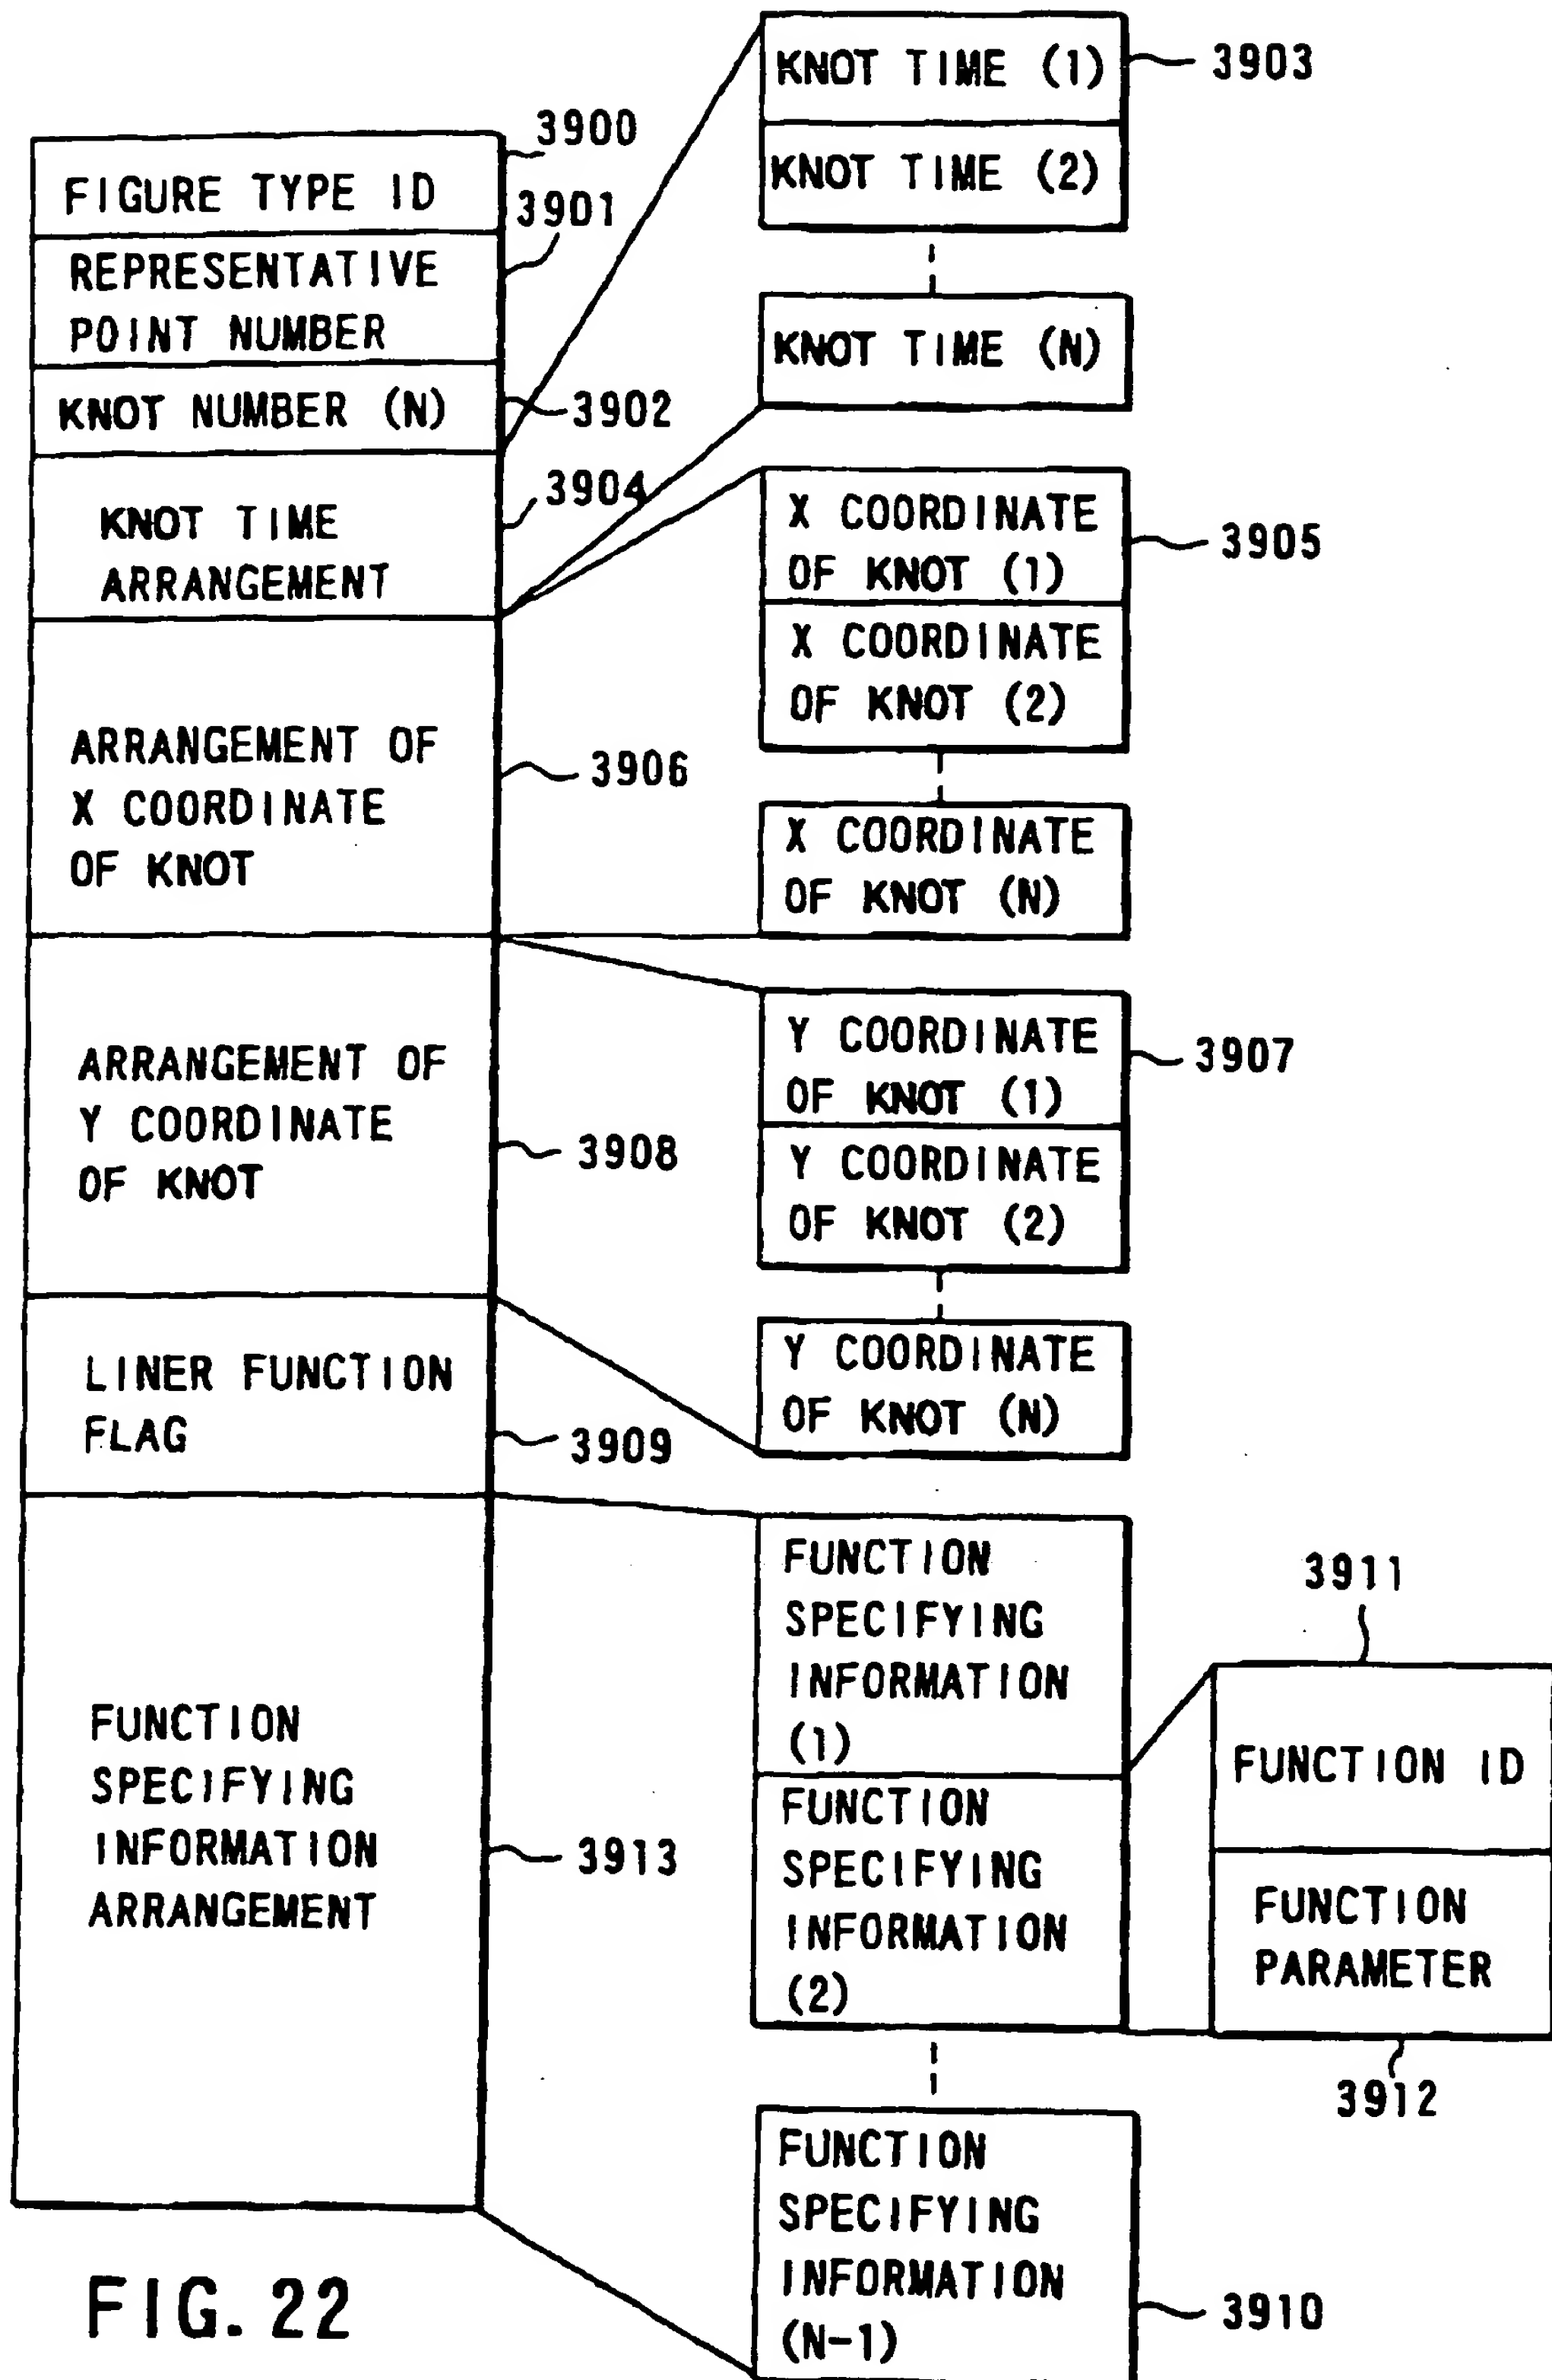 3900
FIGURE TYPE ID
3901
REPRESENTATIVE
POINT NUMBER
KNOT NUMBER (N)
3902
KNOT TIME
ARRANGEMENT
3904
ARRANGEMENT OF
X COORDINATE
OF KNOT
3906
ARRANGEMENT OF
Y COORDINATE
OF KNOT
3908
LINER FUNCTION
FLAG
3909
FUNCTION
SPECIFYING
INFORMATION
ARRANGEMENT
3913
KNOT TIME (1)
3903
KNOT TIME (2)
KNOT TIME (N)
X COORDINATE
OF KNOT (1)
3905
X COORDINATE
OF KNOT (2)
X COORDINATE
OF KNOT (N)
Y COORDINATE
OF KNOT (1)
3907
Y COORDINATE
OF KNOT (2)
Y COORDINATE
OF KNOT (N)
FUNCTION
SPECIFYING
INFORMATION
(1)
FUNCTION
SPECIFYING
INFORMATION
(2)
3911
FUNCTION ID
FUNCTION
PARAMETER
3912
FUNCTION
SPECIFYING
INFORMATION
(N-1)
3910
FIG. 22